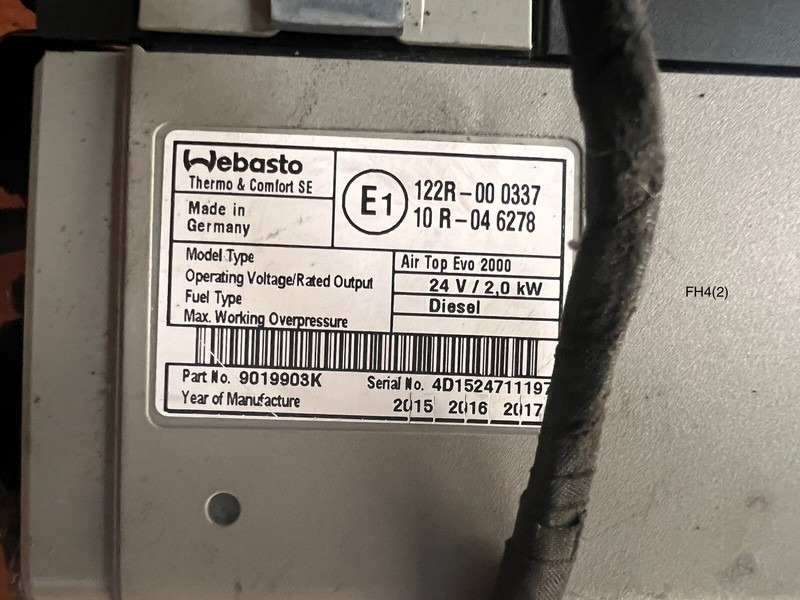 Webasto
Thermo & Comfort SE
Made in
Germany
E1
122R-00 0337
10 R-04 6278
Model Type
Air Top Evo 2000
Operating Voltage/Rated Output
24 V / 2,0 kW
Fuel Type
Diesel
Max. Working Overpressure
Part No. 9019903K
Serial No. 4D1524711197
Year of Manufacture
2015 2016 2017
FH4(2)